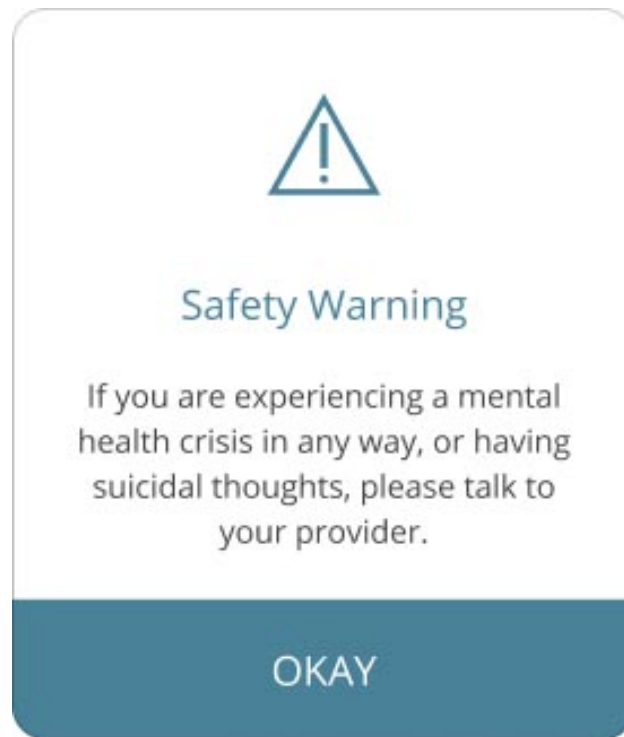 Safety Warning
If you are experiencing a mental
health crisis in any way, or having
suicidal thoughts, please talk to
your provider.
OKAY